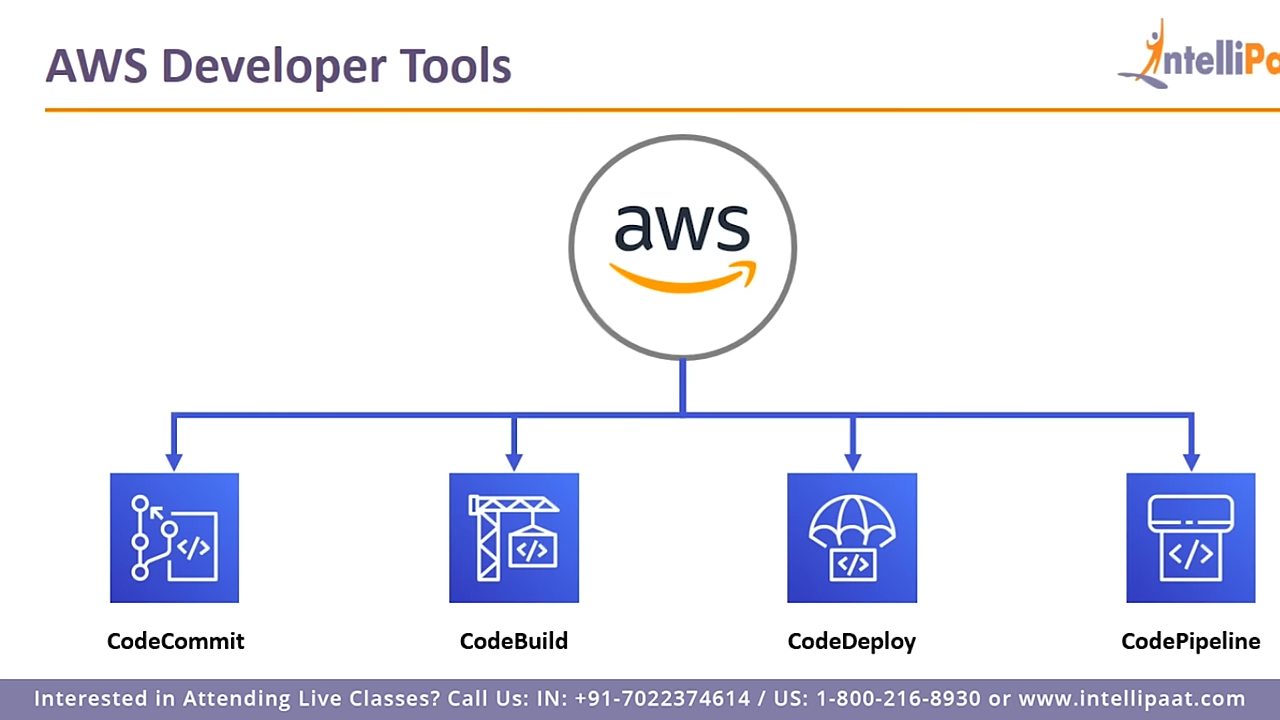 AWS Developer Tools
IntelliPa
aws
</>
</>
</>
</>
CodeCommit
CodeBuild
CodeDeploy
CodePipeline
Interested in Attending Live Classes? Call Us: IN: +91-7022374614 / US: 1-800-216-8930 or www.intellipaat.com